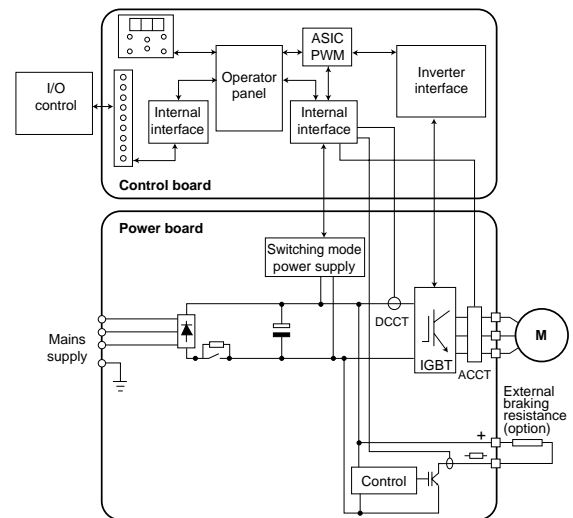 ASIC
PWM
Operator
panel
Inverter
interface
I/O
control
Internal
interface
Internal
interface
Control board
Power board
Switching mode
power supply
DCCT
IGBT
ACCT
M
Mains
supply
External
braking
resistance
(option)
+
Control